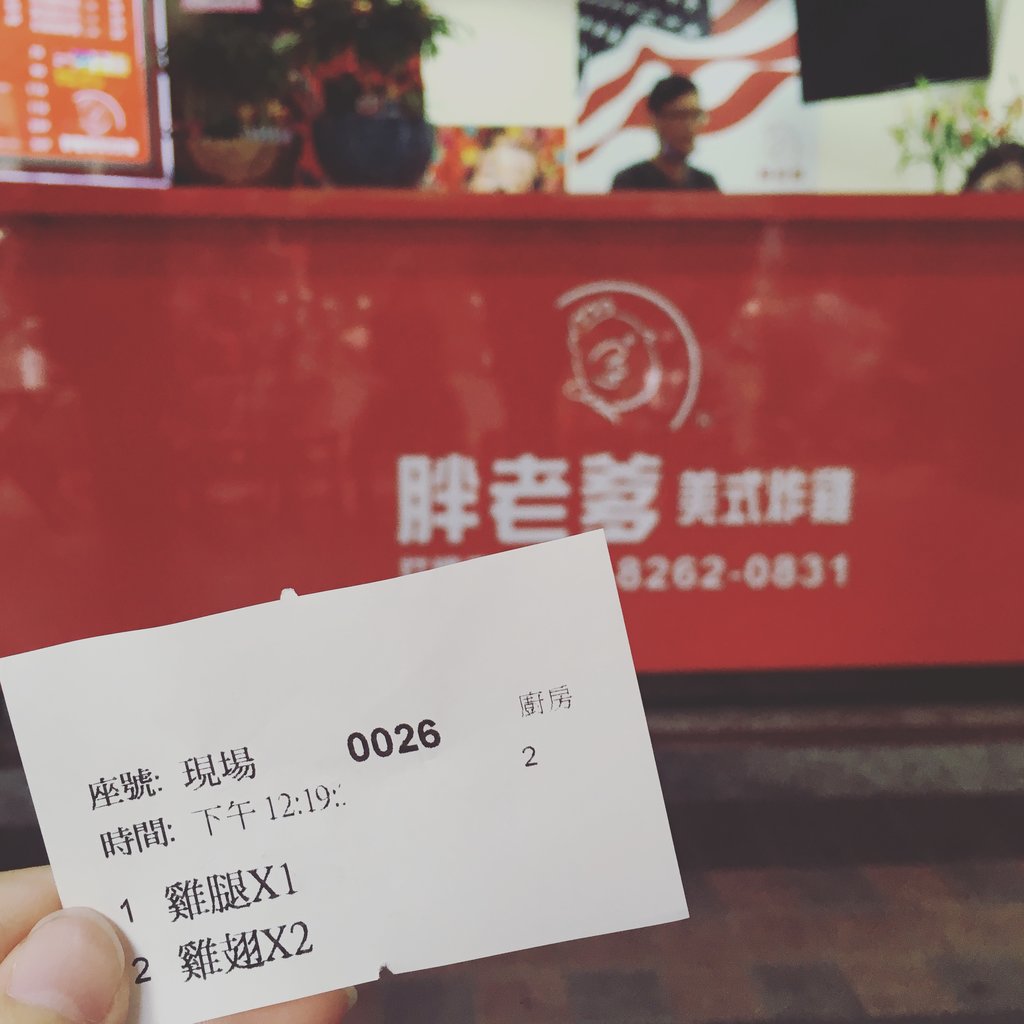 胖老爹 美式炸雞
8262-0831
廚房
座號: 現場 0026 2
時間: 下午 12:19:
1 雞腿X1
2 雞翅X2